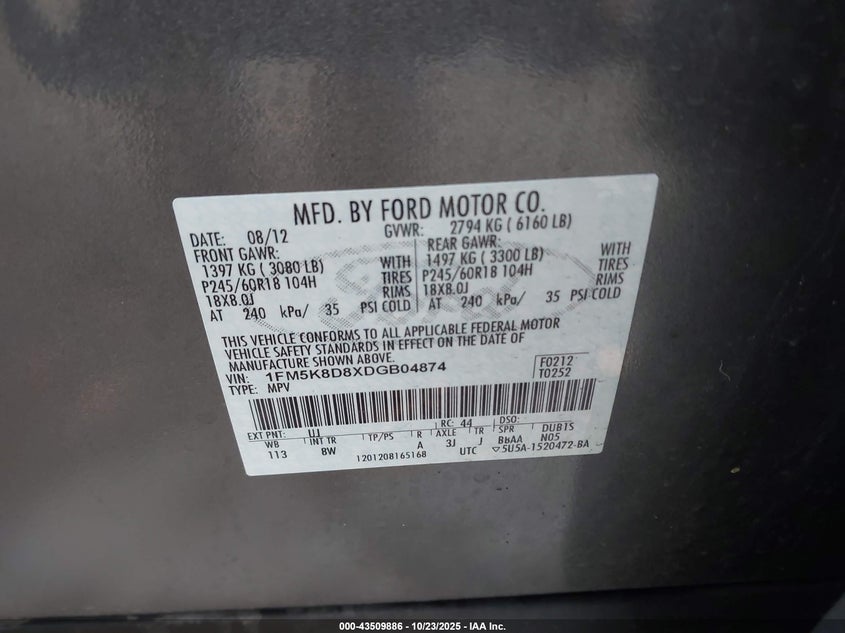 MFD. BY FORD MOTOR CO.
DATE: 08/12 GVWR: 2794 KG ( 6160 LB)
FRONT GAWR: REAR GAWR:
1397 KG ( 3080 LB) WITH 1497 KG ( 3300 LB) WITH
P245/60R18 104H TIRES P245/60R18 104H TIRES
18X8.0J RIMS 18X8.0J RIMS
AT 240 kPa/ 35 PSI COLD AT 240 kPa/ 35 PSI COLD
THIS VEHICLE CONFORMS TO ALL APPLICABLE FEDERAL MOTOR
VEHICLE SAFETY STANDARDS IN EFFECT ON THE DATE OF
MANUFACTURE SHOWN ABOVE.
VIN: 1FM5K8D8XDGB04874 F0212
TYPE: MPV T0252
EXT PNT: UJ RC: 44 DSO:
WB INT TR TP/PS R AXLE TR SPR DUB1S
113 BW A 3J J BBAA N05
1201208165168 UTC ▽5U5A-1520472-BA
000-43509886 - 10/23/2025 - IAA Inc.